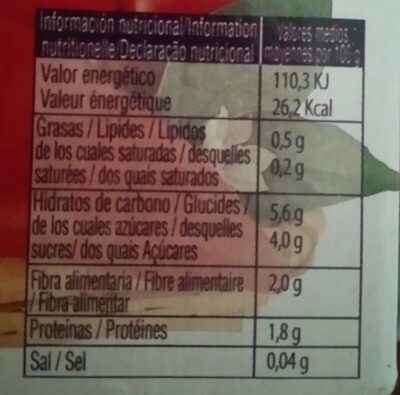 Información nutricional/Information Valores medios
nutritionelle/Declaração nutricional moyennes por 100 g
Valor energético 110,3 KJ
Valeur énergétique 26,2 Kcal
Grasas / Lipides / Lipidos 0,5 g
de los cuales saturadas / desquelles
saturées / dos quais saturados 0,2 g
Hidratos de carbono / Glucides / 5,6 g
de los cuales azúcares / desquelles
sucres/ dos quais Açúcares 4,0 g
Fibra alimentaria / Fibre alimentaire 2,0 g
/ Fibra alimentar
Proteínas / Protéines 1,8 g
Sal / Sel 0,04 g